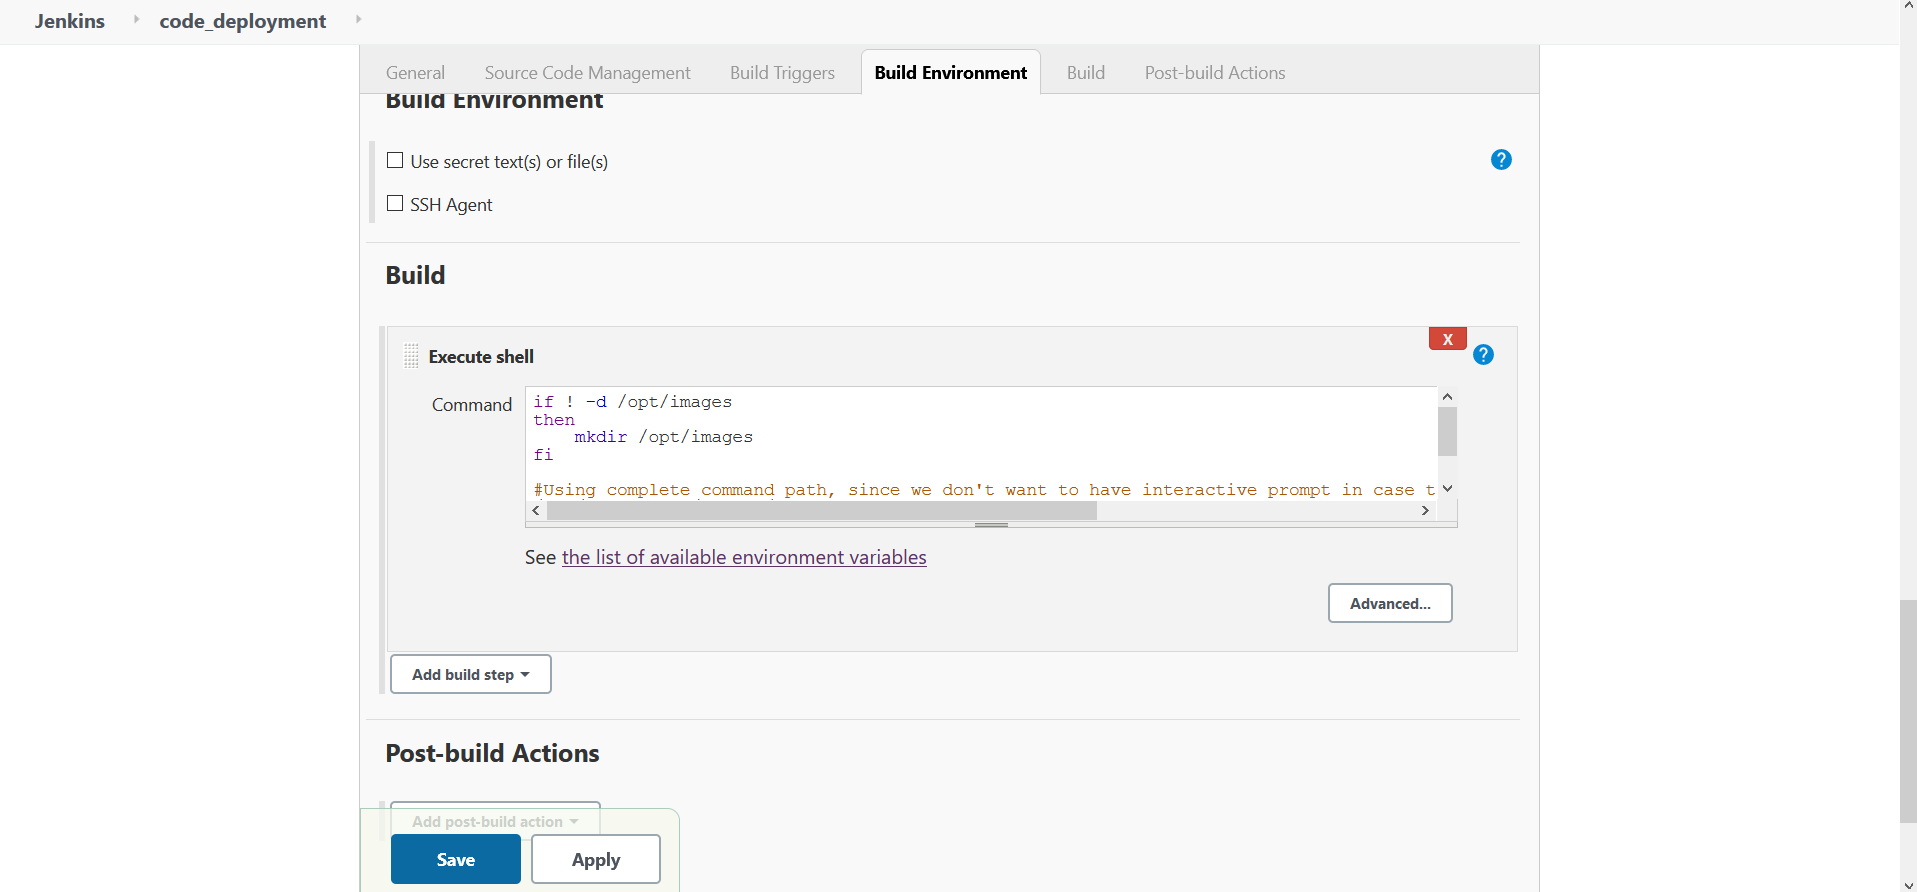 Jenkins code_deployment
General Source Code Management Build Triggers Build Environment Build Post-build Actions
Build Environment
Use secret text(s) or file(s)
?
SSH Agent
Build
X
Execute shell
?
Command
if ! -d /opt/images
then
    mkdir /opt/images
fi
#Using complete command path, since we don't want to have interactive prompt in case t
See the list of available environment variables
Advanced...
Add build step
Post-build Actions
Add post-build action
Save Apply